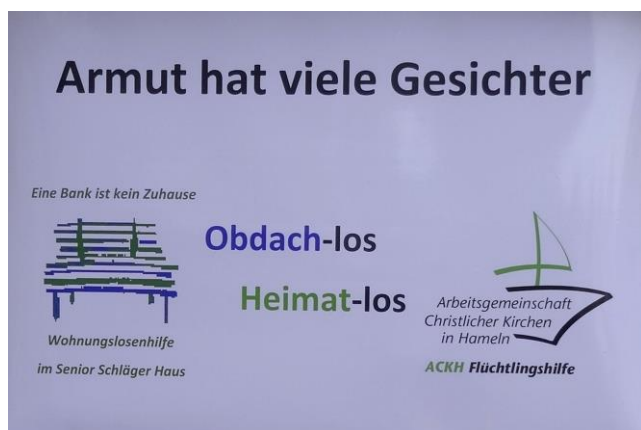 Armut hat viele Gesichter
Eine Bank ist kein Zuhause
Obdach-los
Heimat-los
Wohnungslosenhilfe
im Senior Schläger Haus
Arbeitsgemeinschaft
Christlicher Kirchen
in Hameln
ACKH Flüchtlingshilfe